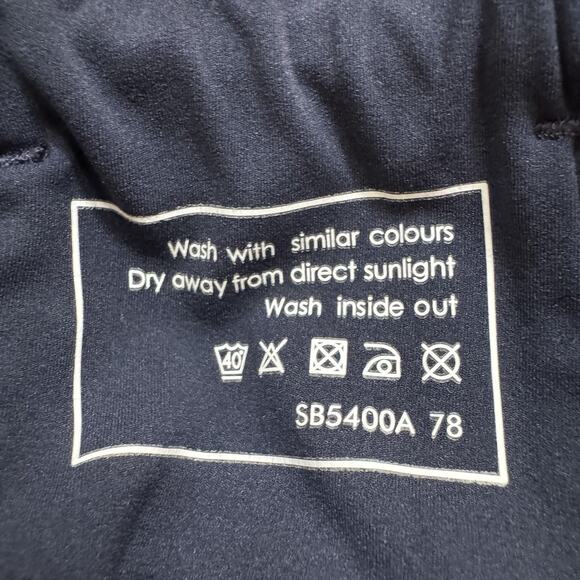 Wash with similar colours
Dry away from direct sunlight
Wash inside out
40°
SB5400A 78